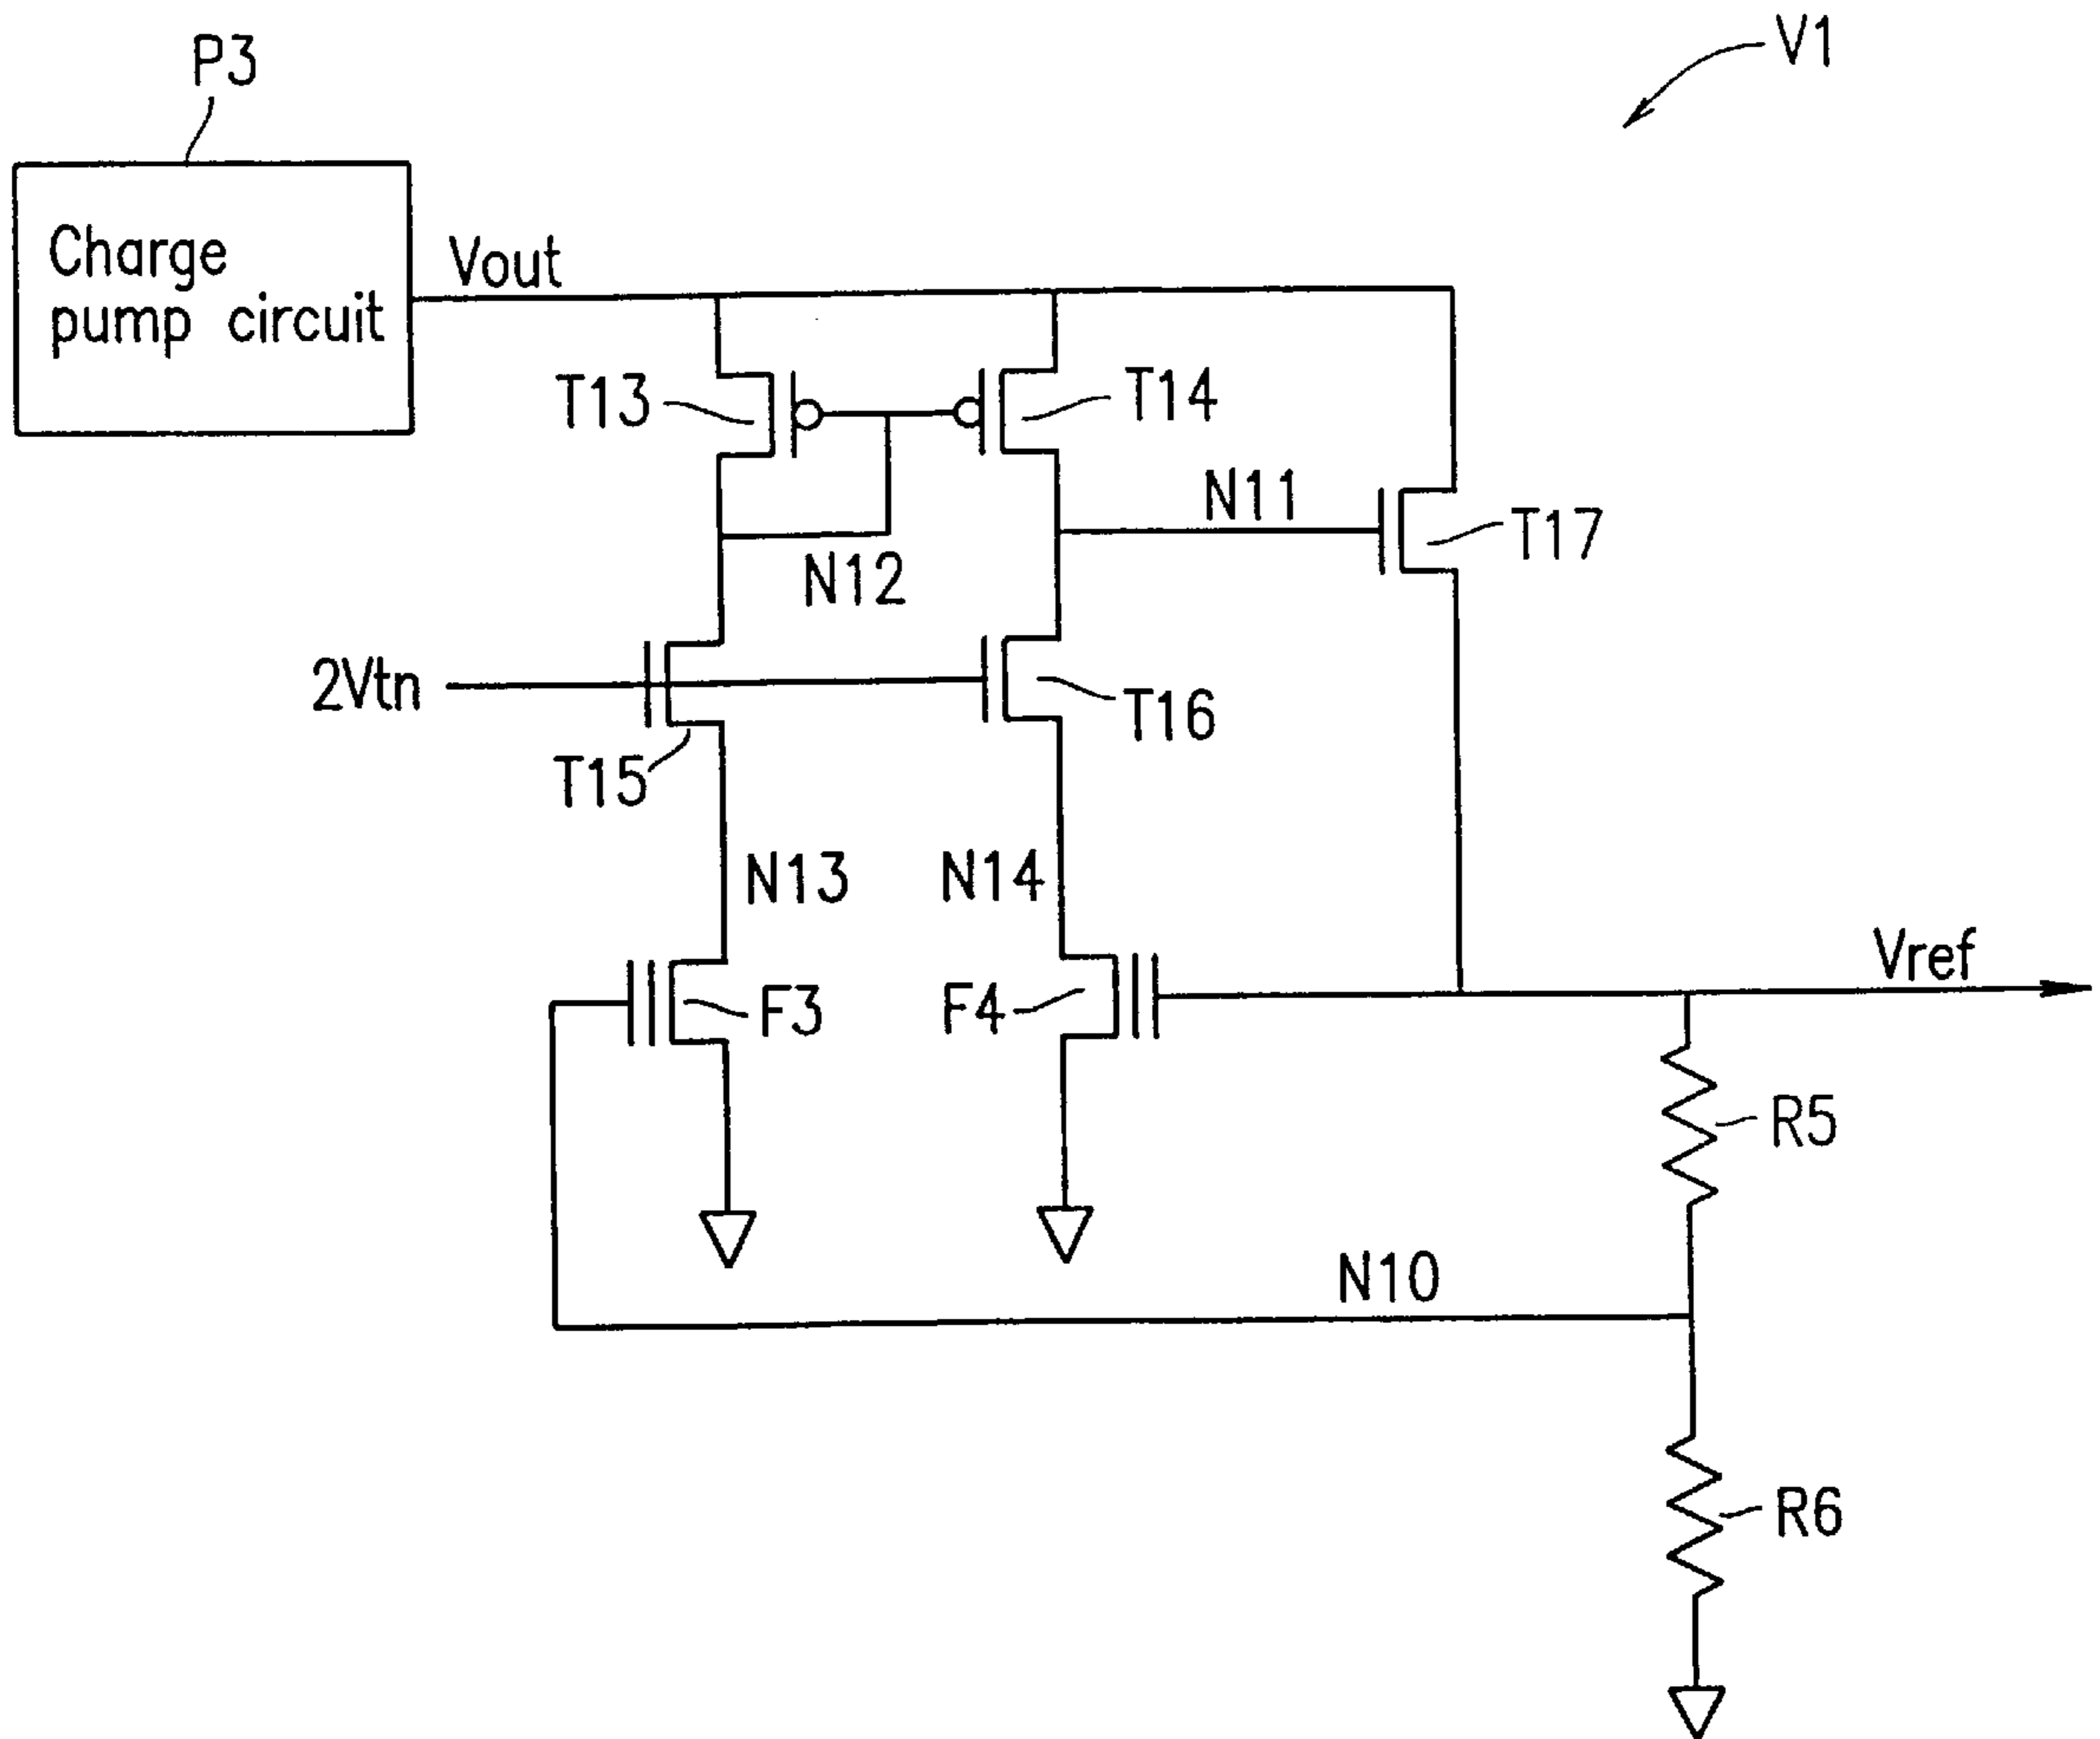 V1
P3
Charge
pump circuit
Vout
T13
T14
N11
T17
N12
2Vtn
T16
T15
N13
N14
Vref
F3
F4
R5
N10
R6